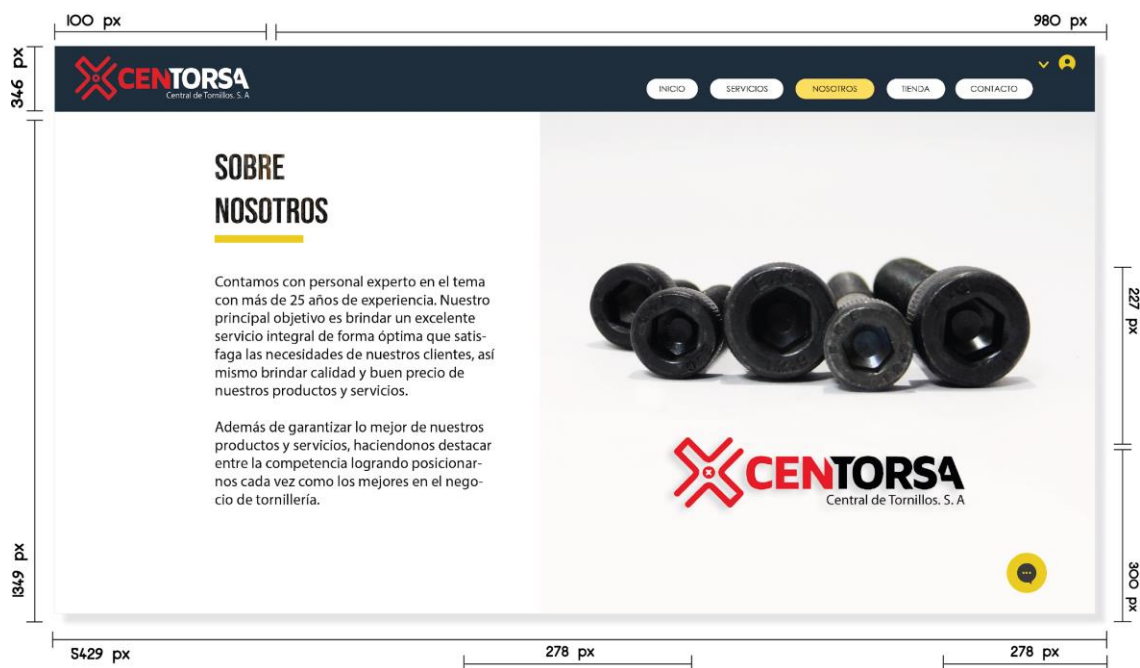 100 px
980 px
346 px
CENTORSA
Central de Tornillos. S. A
INICIO
SERVICIOS
NOSOTROS
TIENDA
CONTACTO
SOBRE
NOSOTROS
Contamos con personal experto en el tema
con más de 25 años de experiencia. Nuestro
principal objetivo es brindar un excelente
servicio integral de forma óptima que satis-
faga las necesidades de nuestros clientes, así
mismo brindar calidad y buen precio de
nuestros productos y servicios.
Además de garantizar lo mejor de nuestros
productos y servicios, haciendonos destacar
entre la competencia logrando posicionar-
nos cada vez como los mejores en el nego-
cio de tornillería.
CENTORSA
Central de Tornillos. S. A
227 px
1349 px
300 px
5429 px
278 px
278 px